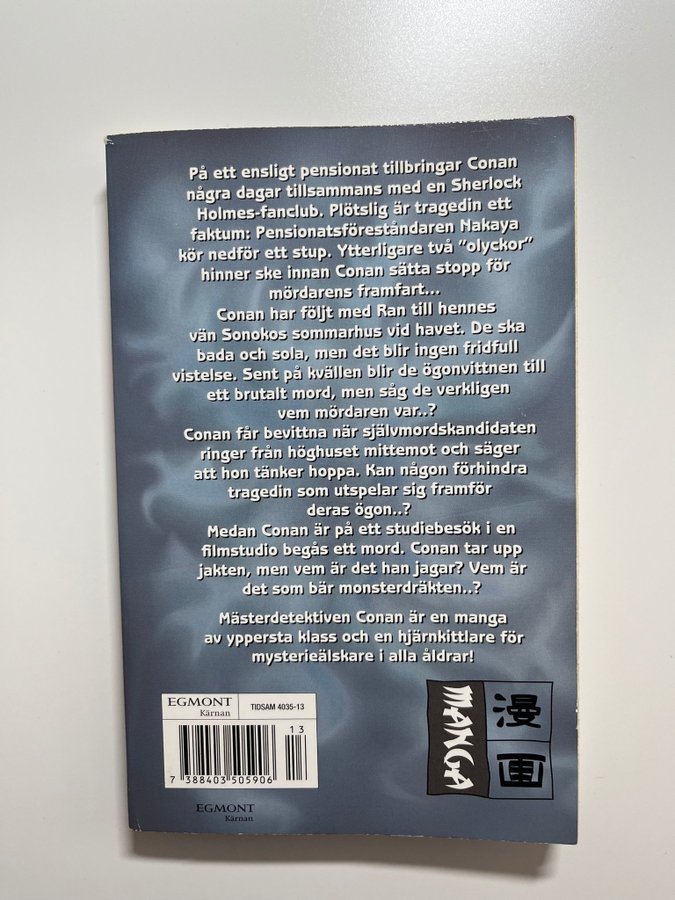 På ett ensligt pensionat tillbringar Conan
några dagar tillsammans med en Sherlock
Holmes-fanclub. Plötslig är tragedin ett
faktum: Pensionatsföreståndaren Nakaya
kör nedför ett stup. Ytterligare två "olyckor"
hinner ske innan Conan sätta stopp för
mördarens framfart...
Conan har följt med Ran till hennes
vän Sonokos sommarhus vid havet. De ska
bada och sola, men det blir ingen fridfull
vistelse. Sent på kvällen blir de ögonvittnen till
ett brutalt mord, men såg de verkligen
vem mördaren var..?
Conan får bevittna när självmordskandidaten
ringer från höghuset mittemot och säger
att hon tänker hoppa. Kan någon förhindra
tragedin som utspelar sig framför
deras ögon..?
Medan Conan är på ett studiebesök i en
filmstudio begås ett mord. Conan tar upp
jakten, men vem är det han jagar? Vem är
det som bär monsterdräkten..?
Mästerdetektiven Conan är en manga
av yppersta klass och en hjärnkittlare för
mysterieälskare i alla åldrar!
EGMONT
Kärnan
TIDSAM 4035-13
13
7 388403 505906
EGMONT
Kärnan
MANGA
漫
画